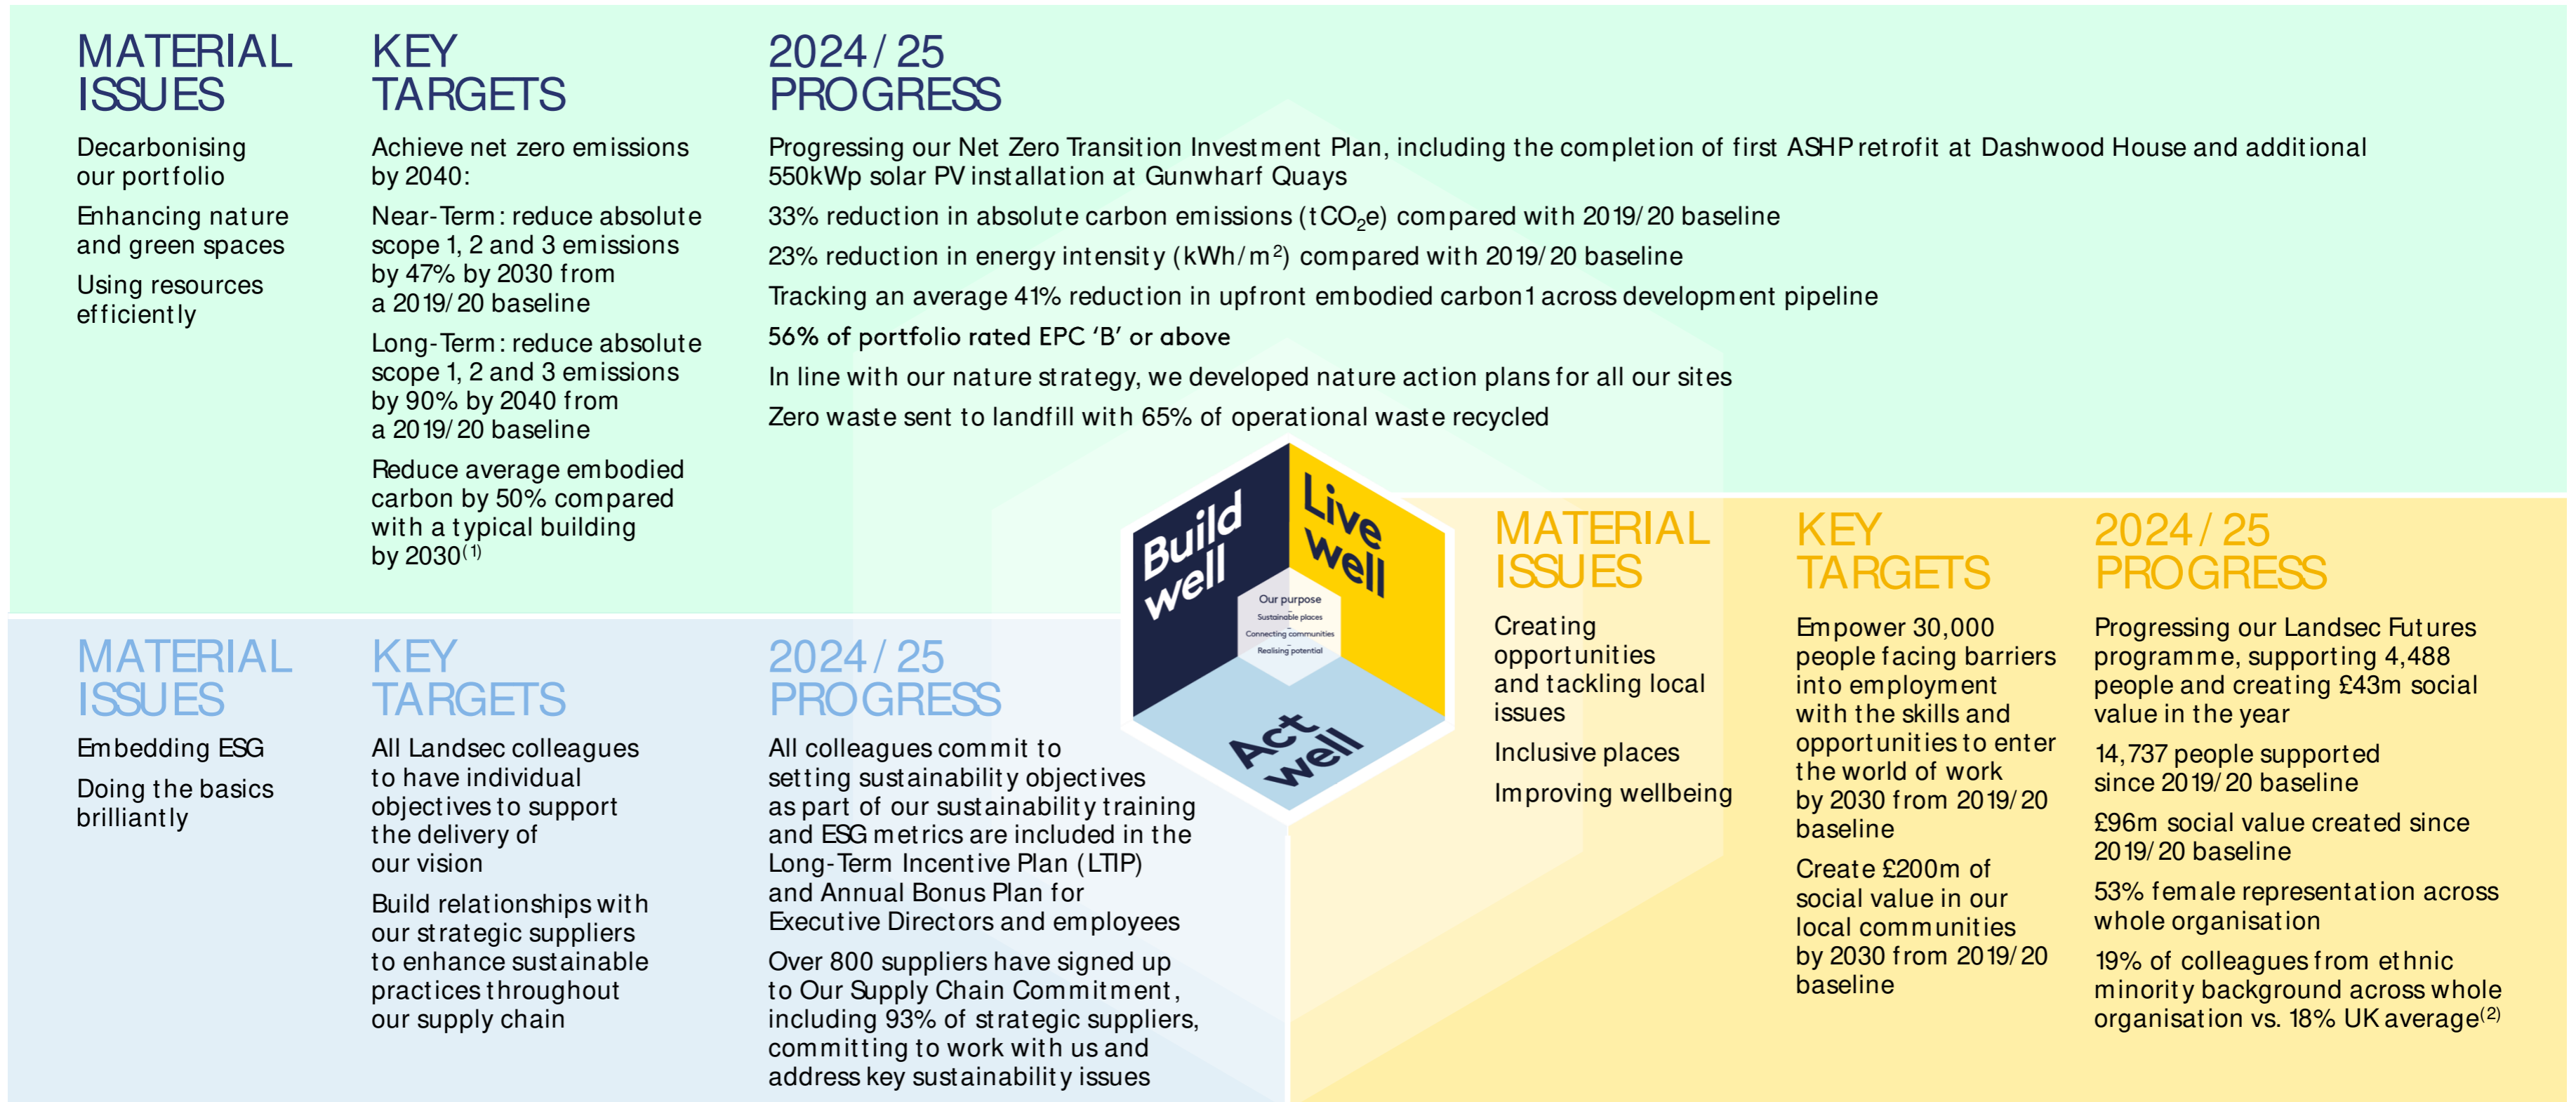 MATERIAL
ISSUES
Decarbonising
our portfolio
Enhancing nature
and green spaces
Using resources
efficiently
KEY
TARGETS
Achieve net zero emissions
by 2040:
Near-Term: reduce absolute
scope 1, 2 and 3 emissions
by 47% by 2030 from
a 2019/20 baseline
Long-Term: reduce absolute
scope 1, 2 and 3 emissions
by 90% by 2040 from
a 2019/20 baseline
Reduce average embodied
carbon by 50% compared
with a typical building
by 2030(1)
2024/25
PROGRESS
Progressing our Net Zero Transition Investment Plan, including the completion of first ASHP retrofit at Dashwood House and additional
550kWp solar PV installation at Gunwharf Quays
33% reduction in absolute carbon emissions (tCO₂e) compared with 2019/20 baseline
23% reduction in energy intensity (kWh/m²) compared with 2019/20 baseline
Tracking an average 41% reduction in upfront embodied carbon1 across development pipeline
56% of portfolio rated EPC ‘B’ or above
In line with our nature strategy, we developed nature action plans for all our sites
Zero waste sent to landfill with 65% of operational waste recycled
Build
well
Live
well
Our purpose
–
Sustainable places
–
Connecting communities
–
Realising potential
Act
well
MATERIAL
ISSUES
Embedding ESG
Doing the basics
brilliantly
KEY
TARGETS
All Landsec colleagues
to have individual
objectives to support
the delivery of
our vision
Build relationships with
our strategic suppliers
to enhance sustainable
practices throughout
our supply chain
2024/25
PROGRESS
All colleagues commit to
setting sustainability objectives
as part of our sustainability training
and ESG metrics are included in the
Long-Term Incentive Plan (LTIP)
and Annual Bonus Plan for
Executive Directors and employees
Over 800 suppliers have signed up
to Our Supply Chain Commitment,
including 93% of strategic suppliers,
committing to work with us and
address key sustainability issues
MATERIAL
ISSUES
Creating
opportunities
and tackling local
issues
Inclusive places
Improving wellbeing
KEY
TARGETS
Empower 30,000
people facing barriers
into employment
with the skills and
opportunities to enter
the world of work
by 2030 from 2019/20
baseline
Create £200m of
social value in our
local communities
by 2030 from 2019/20
baseline
2024/25
PROGRESS
Progressing our Landsec Futures
programme, supporting 4,488
people and creating £43m social
value in the year
14,737 people supported
since 2019/20 baseline
£96m social value created since
2019/20 baseline
53% female representation across
whole organisation
19% of colleagues from ethnic
minority background across whole
organisation vs. 18% UK average(2)